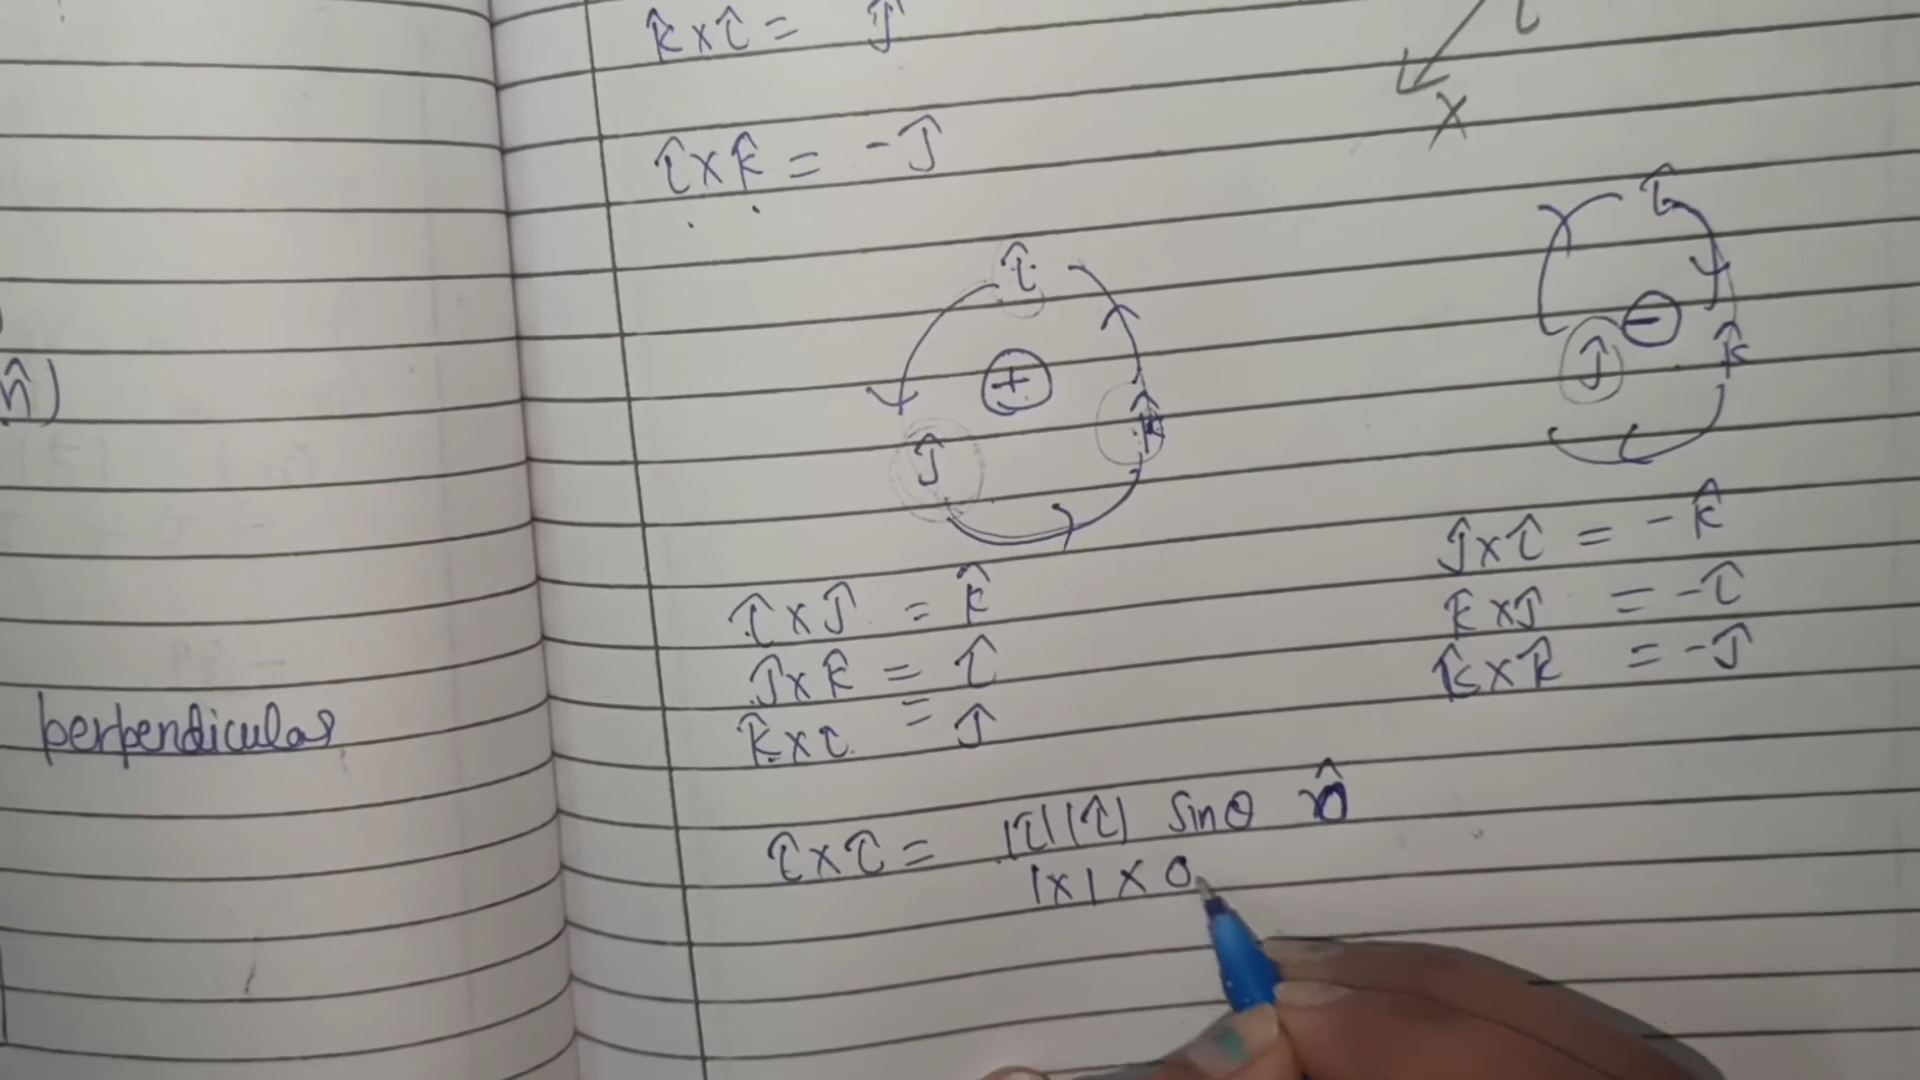 k̂ × î = ĵ
î
X
î × k̂ = -ĵ
î
+
ĵ
k̂
î
-
ĵ
k̂
n̂)
î × ĵ = k̂
ĵ × k̂ = î
k̂ × î = ĵ
ĵ × î = -k̂
k̂ × ĵ = -î
k̂ × k̂ = -ĵ
perpendicular
î × î = |î| |î| sinθ
1 × 1 × 0